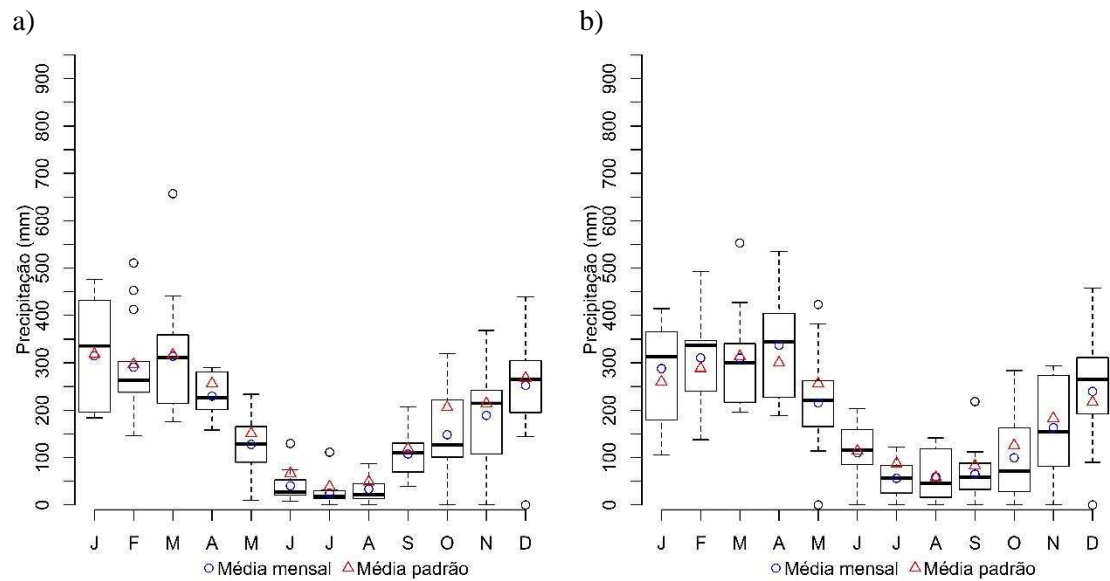 a)
b)
Precipitação (mm)
0 100 200 300 400 500 600 700 800 900
J F M A M J J A S O N D
Média mensal Média padrão
Precipitação (mm)
0 100 200 300 400 500 600 700 800 900
J F M A M J J A S O N D
Média mensal Média padrão